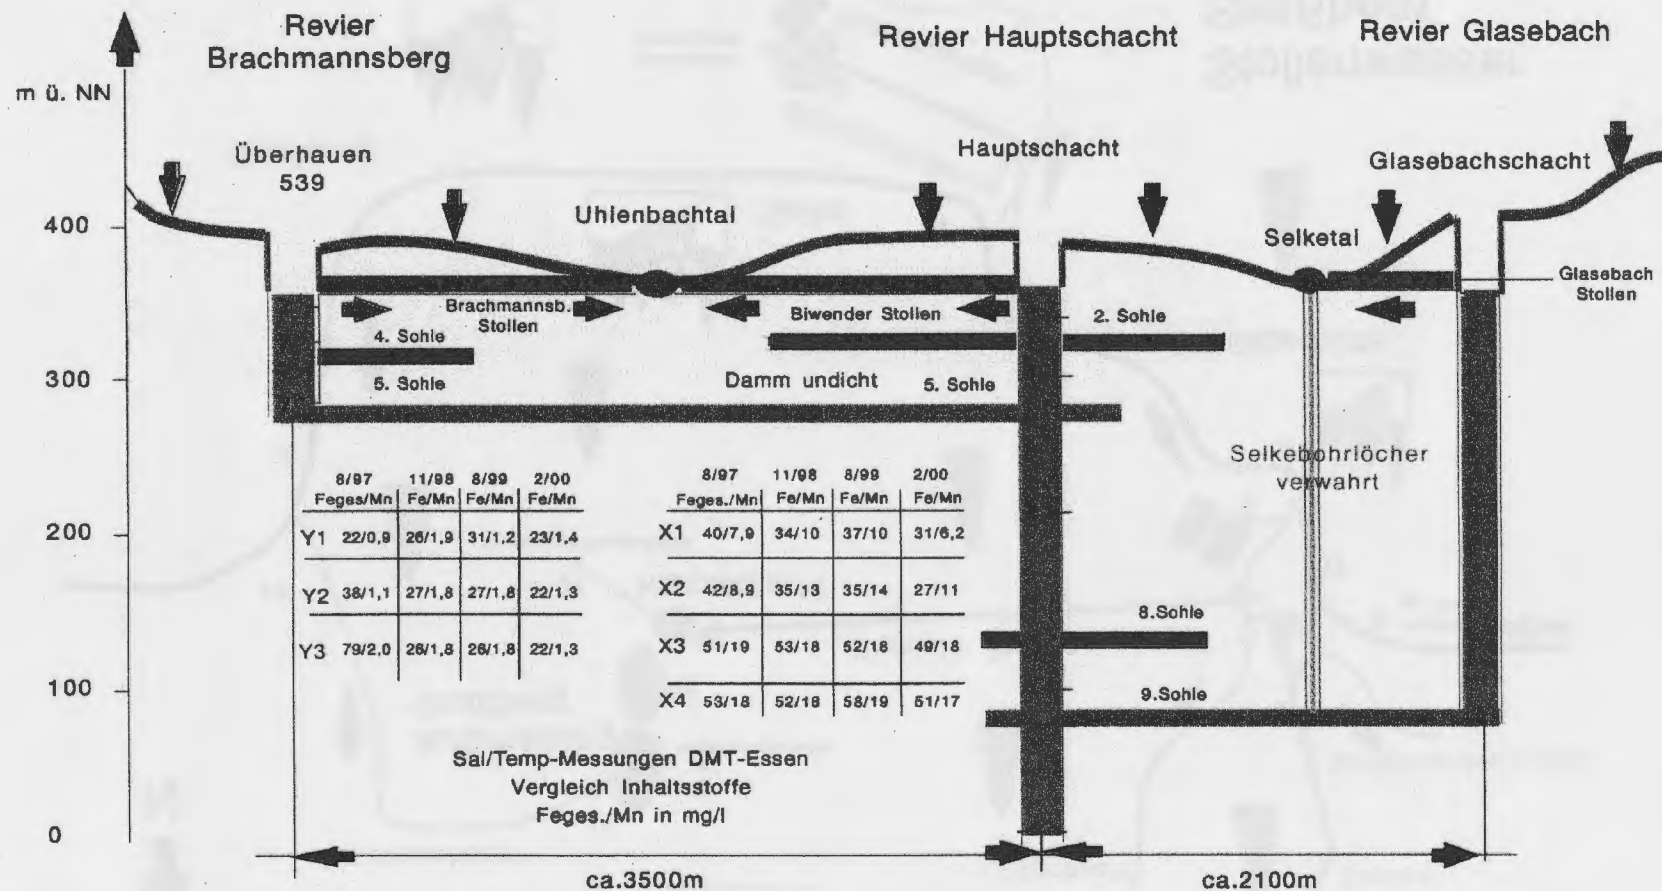 Revier
Brachmannsberg
Revier Hauptschacht
Revier Glasebach
m ü. NN
Überhauen
539
Hauptschacht
Glasebachschacht
400
Uhlenbachtal
Selketal
Glasebach
Stollen
Brachmannsb.
Stollen
Biwender Stollen
2. Sohle
4. Sohle
300
5. Sohle
Damm undicht
5. Sohle
Selkebohrlöcher
verwahrt
8/97 11/98 8/99 2/00
Feges/Mn Fe/Mn Fe/Mn Fe/Mn
Y1 22/0,9 26/1,9 31/1,2 23/1,4
Y2 38/1,1 27/1,8 27/1,8 22/1,3
Y3 79/2,0 26/1,8 26/1,8 22/1,3
8/97 11/98 8/99 2/00
Feges./Mn Fe/Mn Fe/Mn Fe/Mn
X1 40/7,9 34/10 37/10 31/6,2
X2 42/8,9 35/13 35/14 27/11
X3 51/19 53/18 52/18 49/18
X4 53/18 52/18 58/19 51/17
200
8.Sohle
100
9.Sohle
Sal/Temp-Messungen DMT-Essen
Vergleich Inhaltsstoffe
Feges./Mn in mg/l
0
ca.3500m
ca.2100m